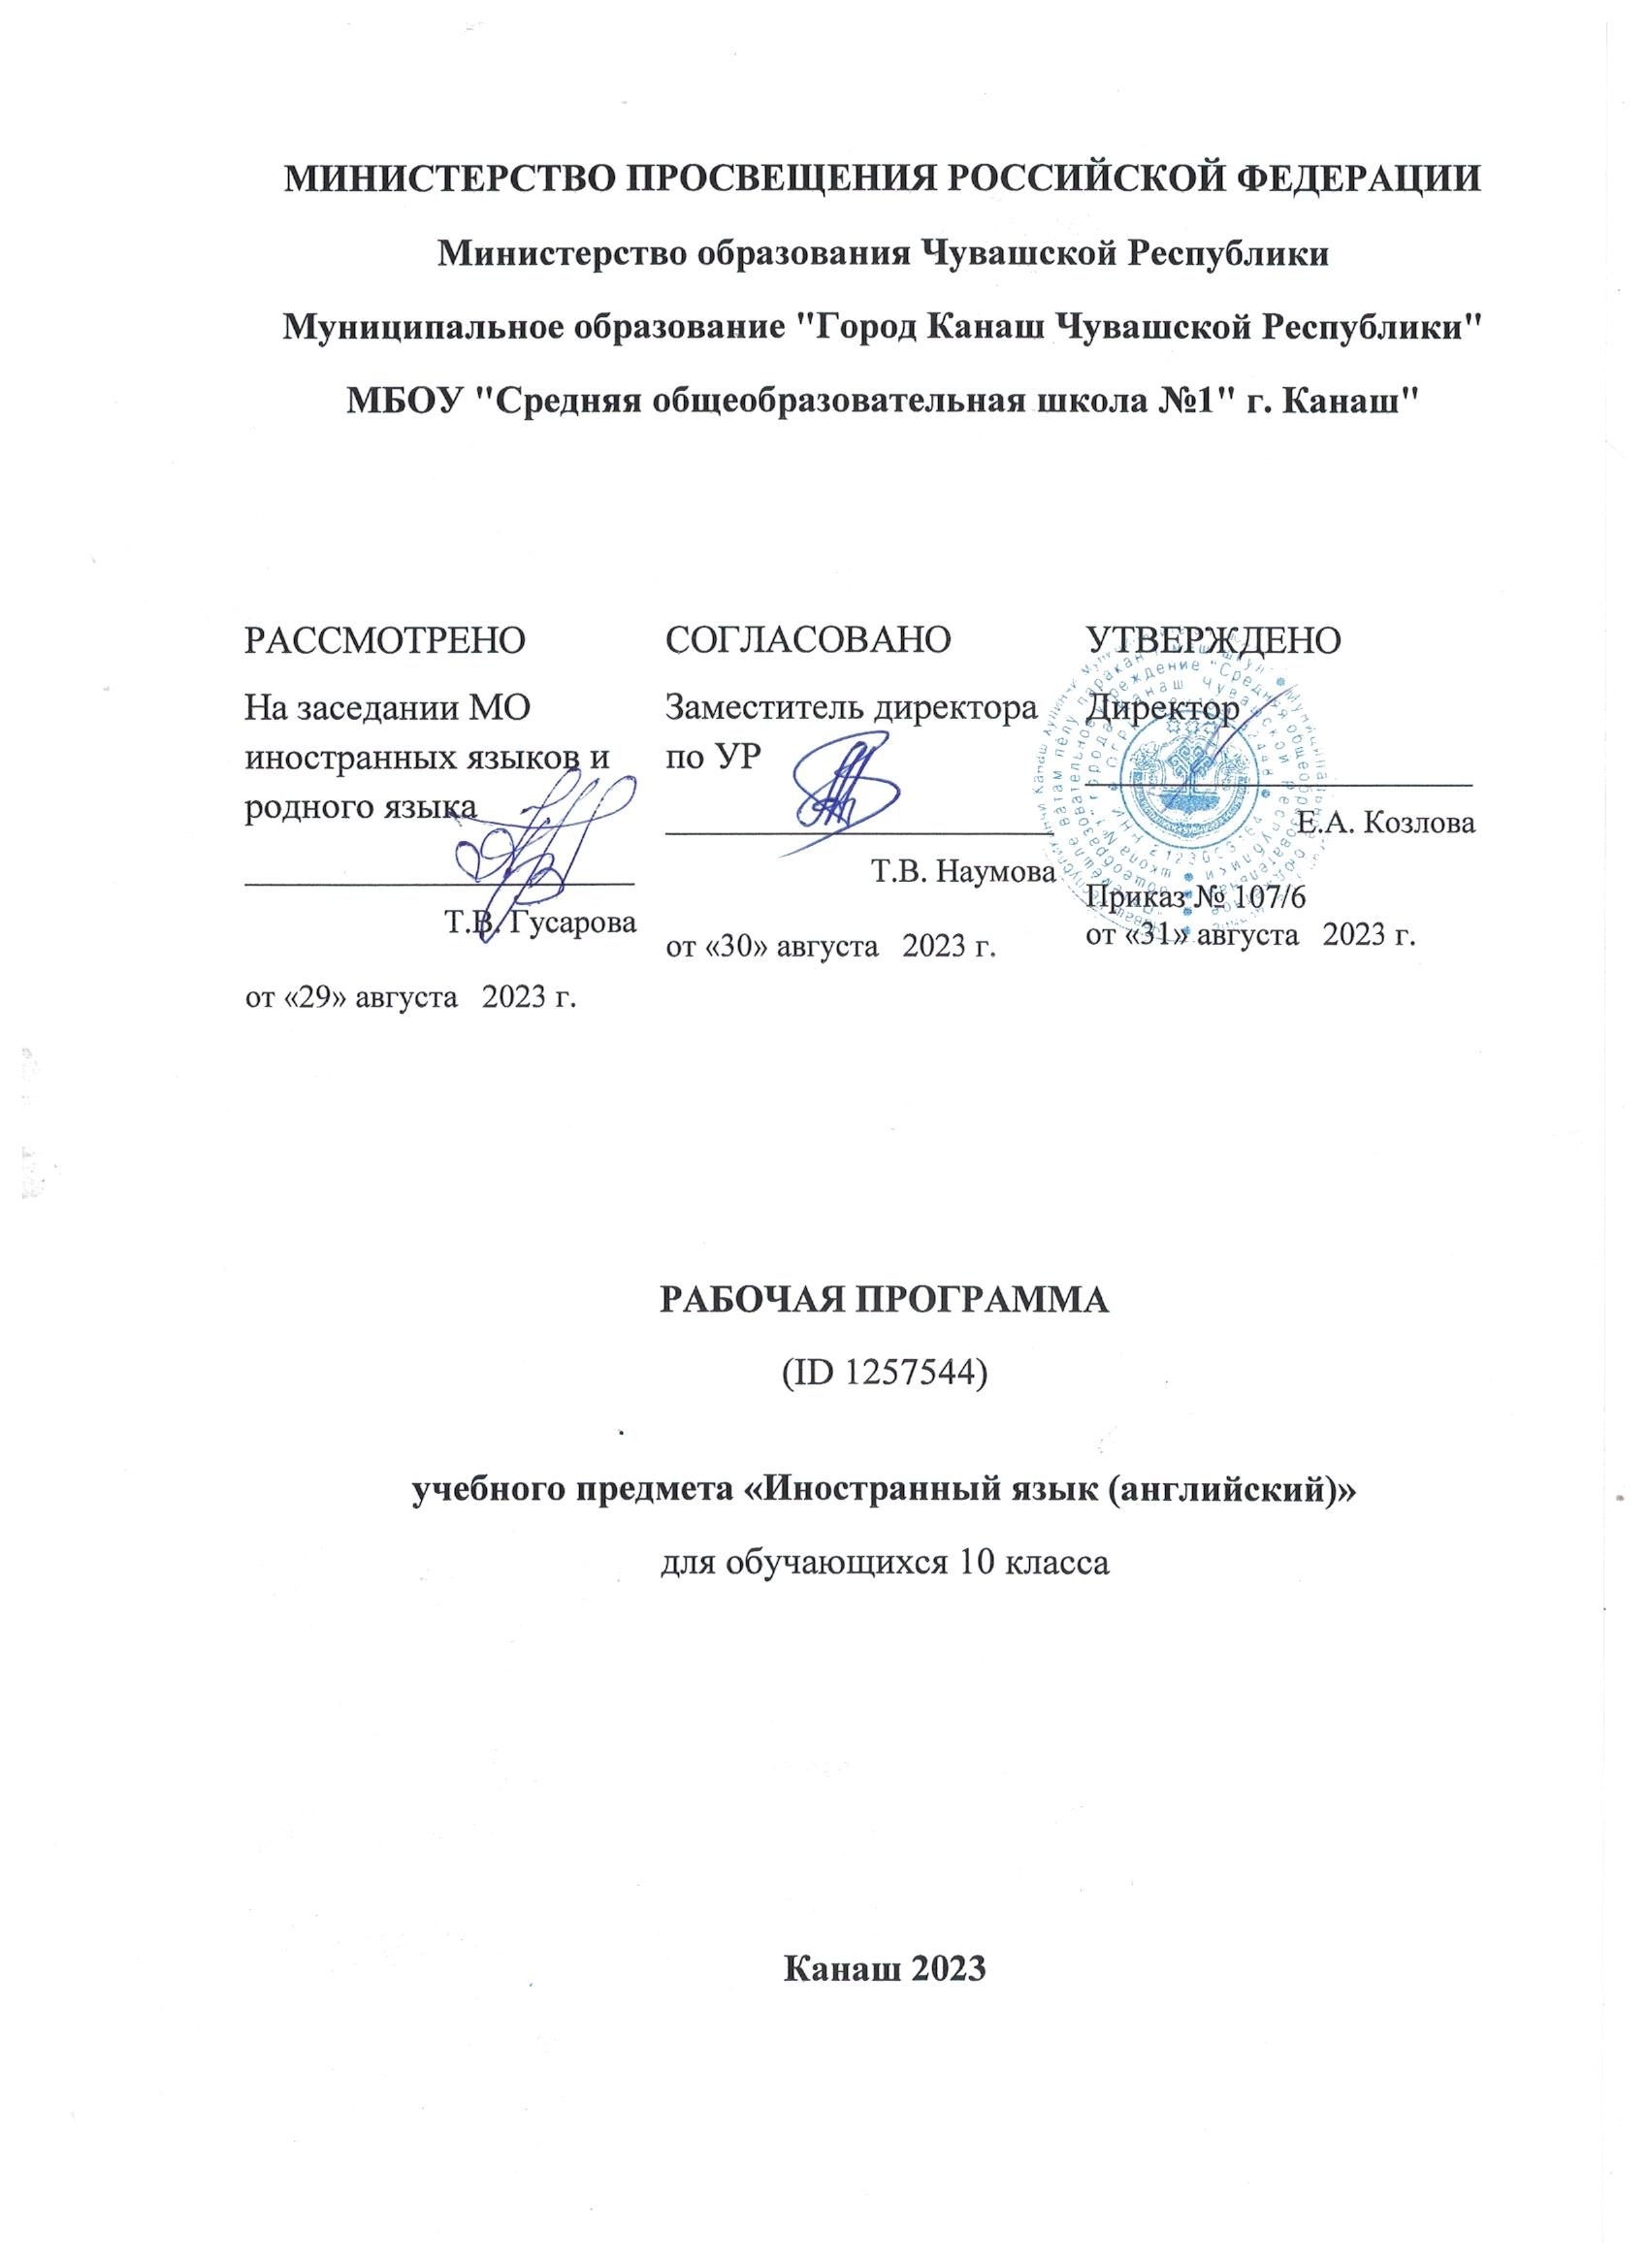 МИНИСТЕРСТВО ПРОСВЕЩЕНИЯ РОССИЙСКОЙ ФЕДЕРАЦИИ
Министерство образования Чувашской Республики
Муниципальное образование "Город Канаш Чувашской Республики"
МБОУ "Средняя общеобразовательная школа №1" г. Канаш"
РАССМОТРЕНО
На заседании МО
иностранных языков и
родного языка
Т.В. Гусарова
от «29» августа 2023 г.
СОГЛАСОВАНО
Заместитель директора
по УР
Т.В. Наумова
от «30» августа 2023 г.
УТВЕРЖДЕНО
Директор
Е.А. Козлова
Приказ № 107/6
от «31» августа 2023 г.
РАБОЧАЯ ПРОГРАММА
(ID 1257544)
учебного предмета «Иностранный язык (английский)»
для обучающихся 10 класса
Канаш 2023